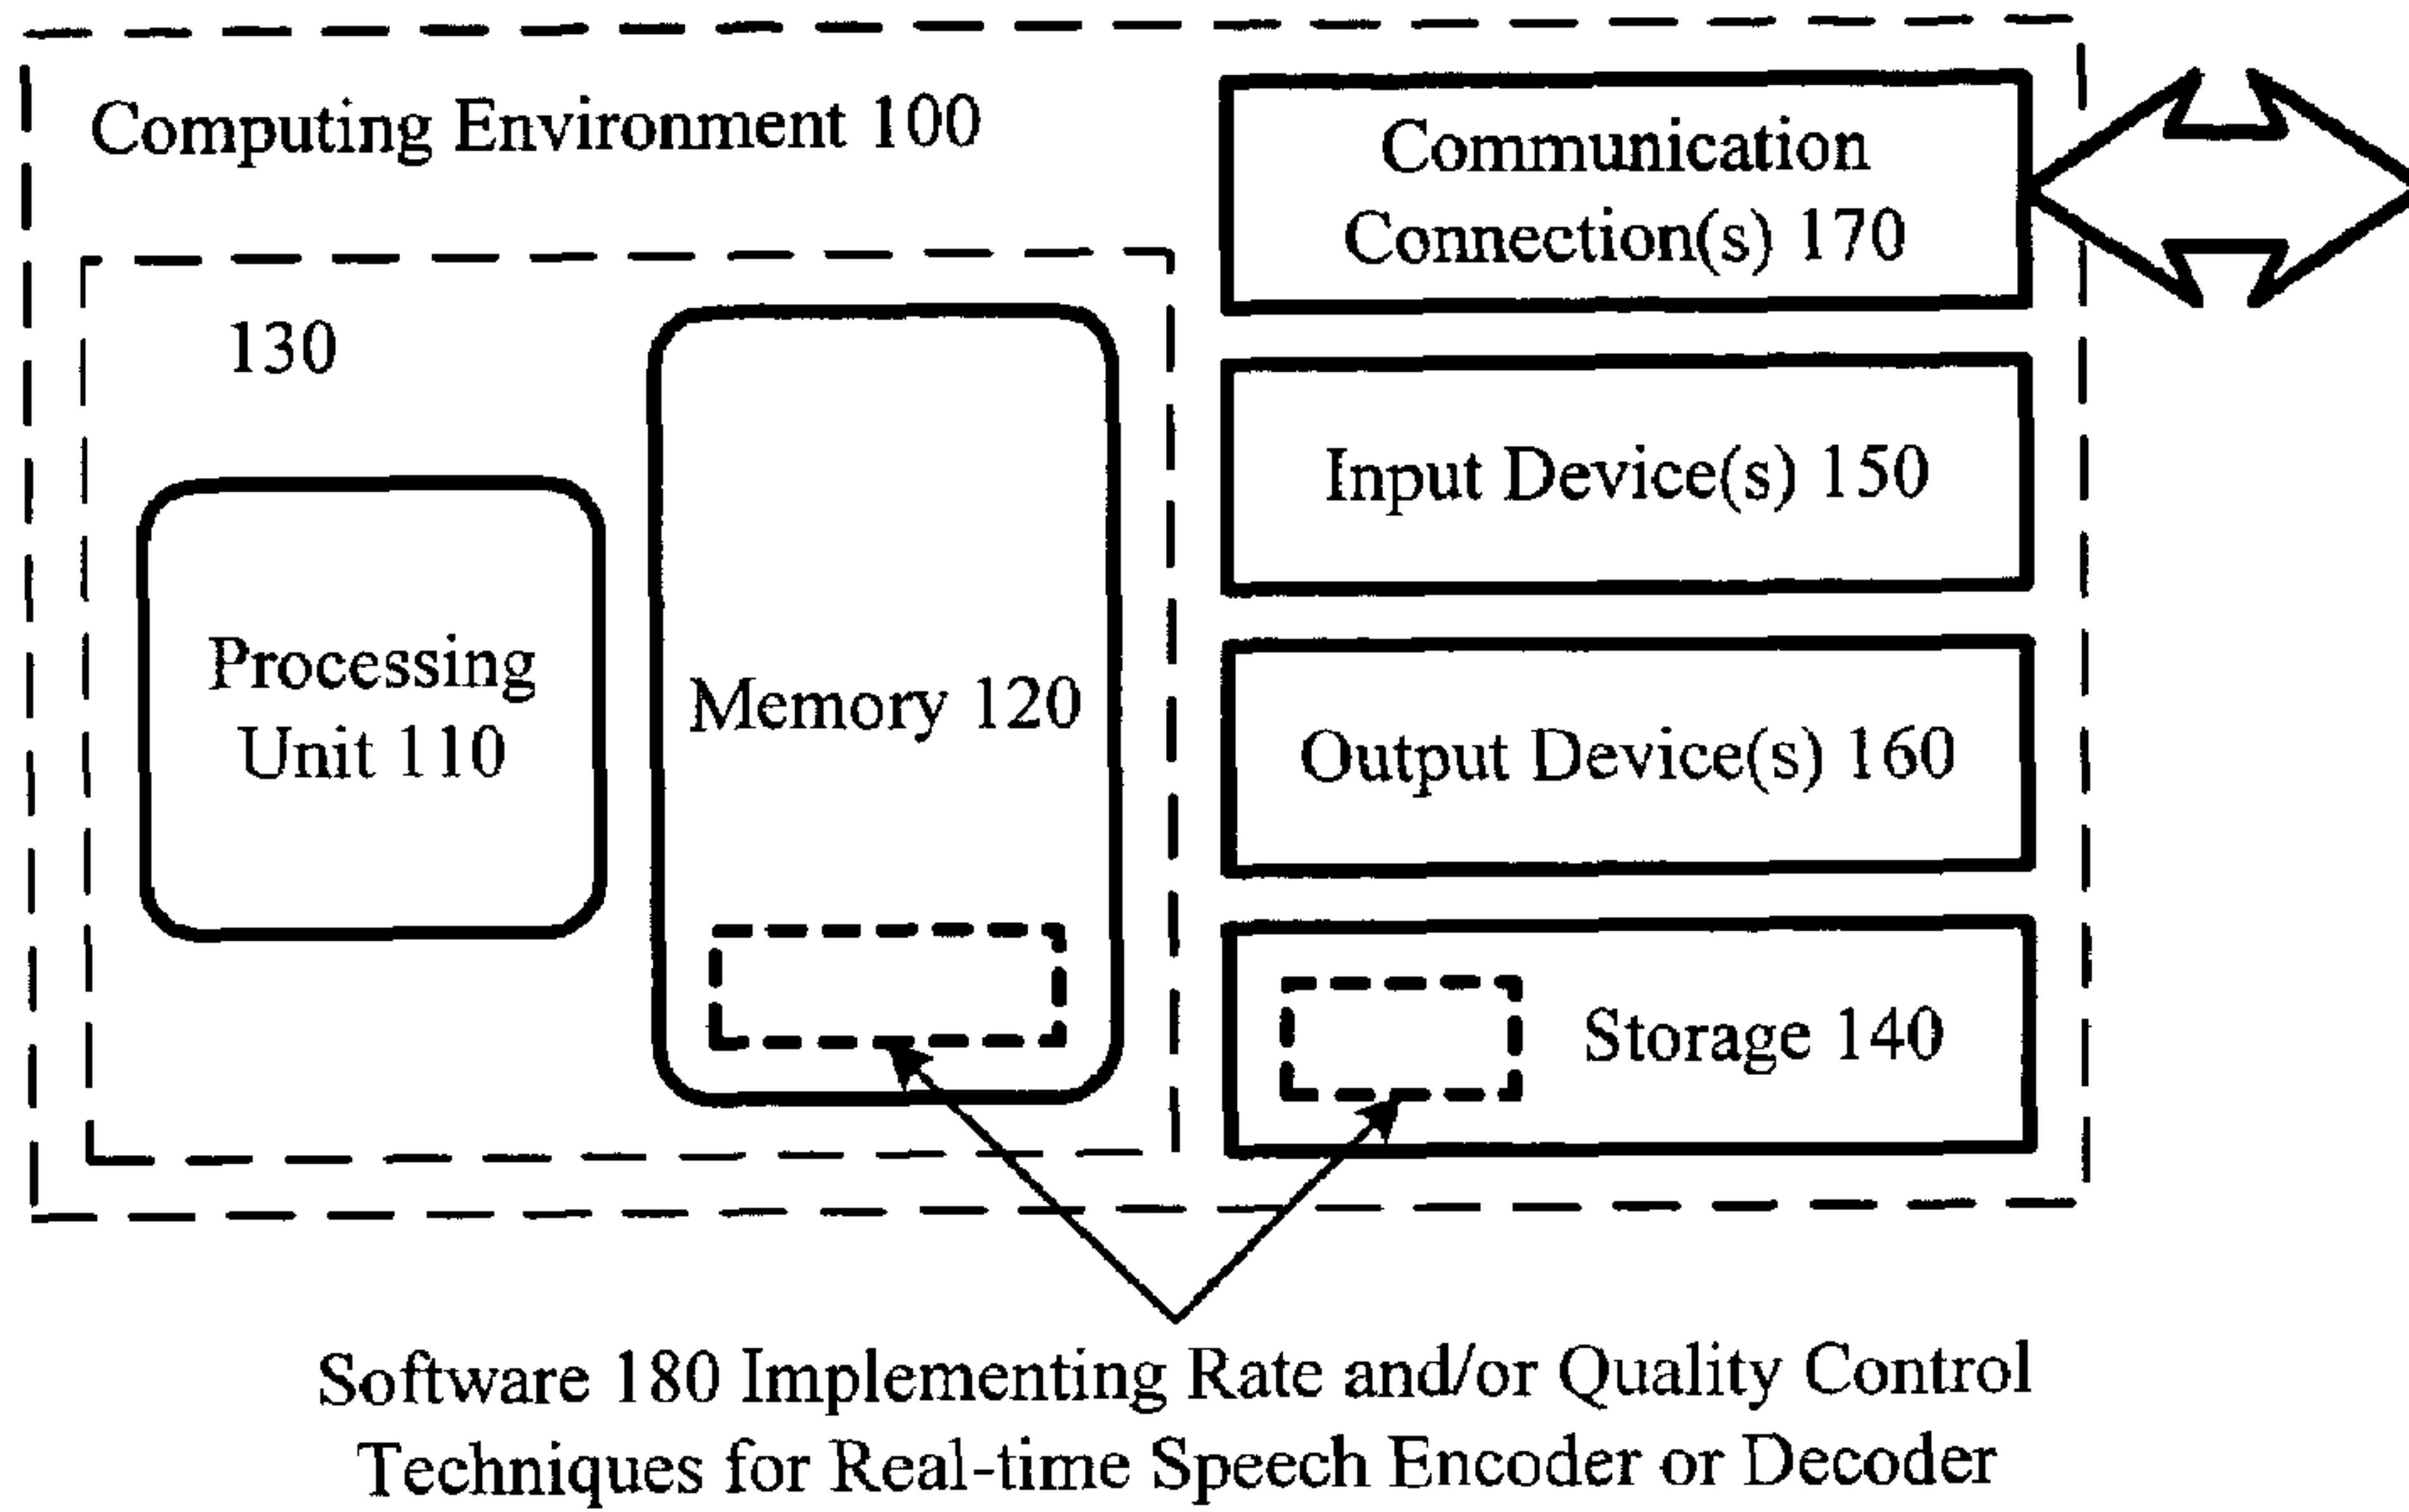 Computing Environment 100
Communication
Connection(s) 170
130
Input Device(s) 150
Processing
Unit 110
Memory 120
Output Device(s) 160
Storage 140
Software 180 Implementing Rate and/or Quality Control
Techniques for Real-time Speech Encoder or Decoder